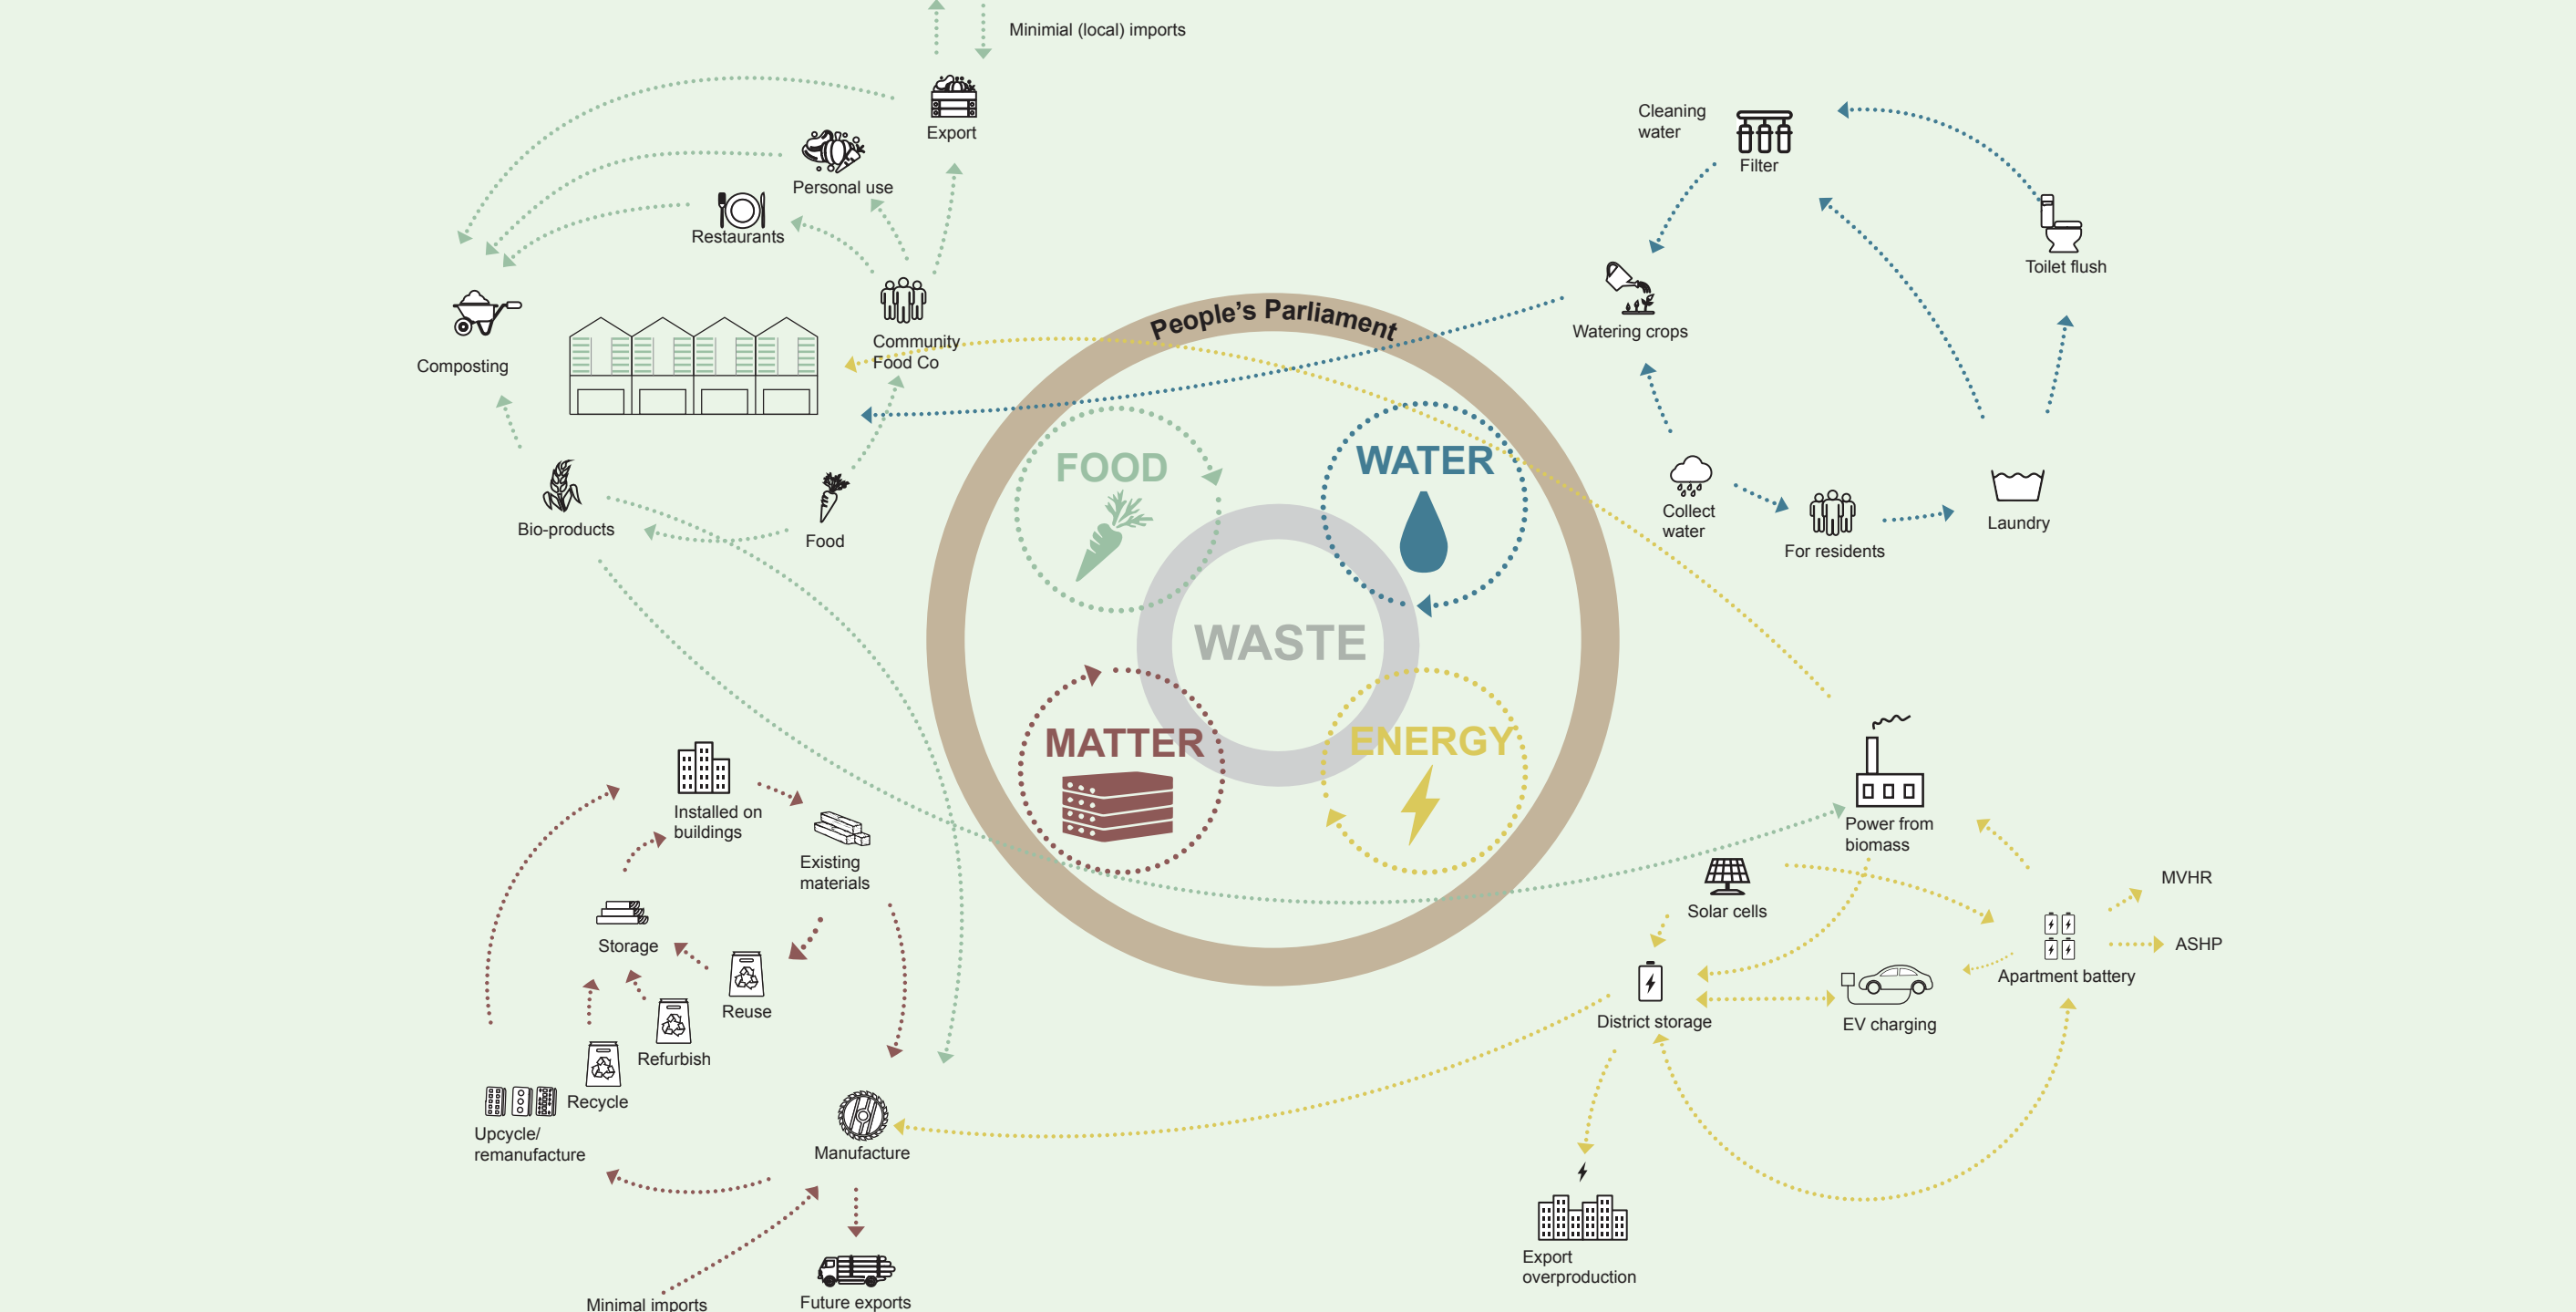 Minimial (local) imports
Export
Personal use
Restaurants
Community
Food Co
Composting
Bio-products
Food
Cleaning
water
Filter
Toilet flush
Watering crops
Collect
water
For residents
Laundry
People's Parliament
FOOD
WATER
WASTE
MATTER
ENERGY
Installed on
buildings
Existing
materials
Storage
Reuse
Refurbish
Recycle
Upcycle/
remanufacture
Manufacture
Minimal imports
Future exports
Power from
biomass
Solar cells
MVHR
ASHP
Apartment battery
District storage
EV charging
Export
overproduction